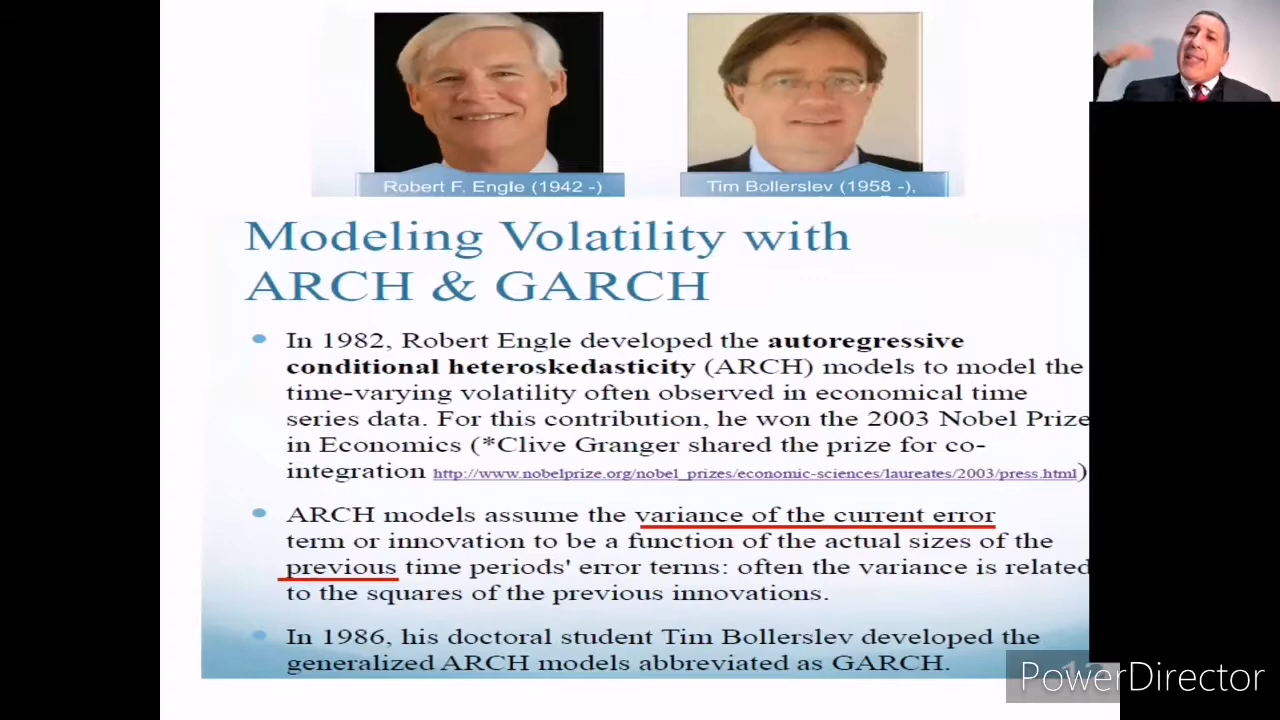 Robert F. Engle (1942 -)
Tim Bollerslev (1958 -),
Modeling Volatility with
ARCH & GARCH
In 1982, Robert Engle developed the autoregressive
conditional heteroskedasticity (ARCH) models to model the
time-varying volatility often observed in economical time
series data. For this contribution, he won the 2003 Nobel Prize
in Economics (*Clive Granger shared the prize for co-
integration http://www.nobelprize.org/nobel_prizes/economic-sciences/laureates/2003/press.html)
ARCH models assume the variance of the current error
term or innovation to be a function of the actual sizes of the
previous time periods' error terms: often the variance is related
to the squares of the previous innovations.
In 1986, his doctoral student Tim Bollerslev developed the
generalized ARCH models abbreviated as GARCH.
PowerDirector